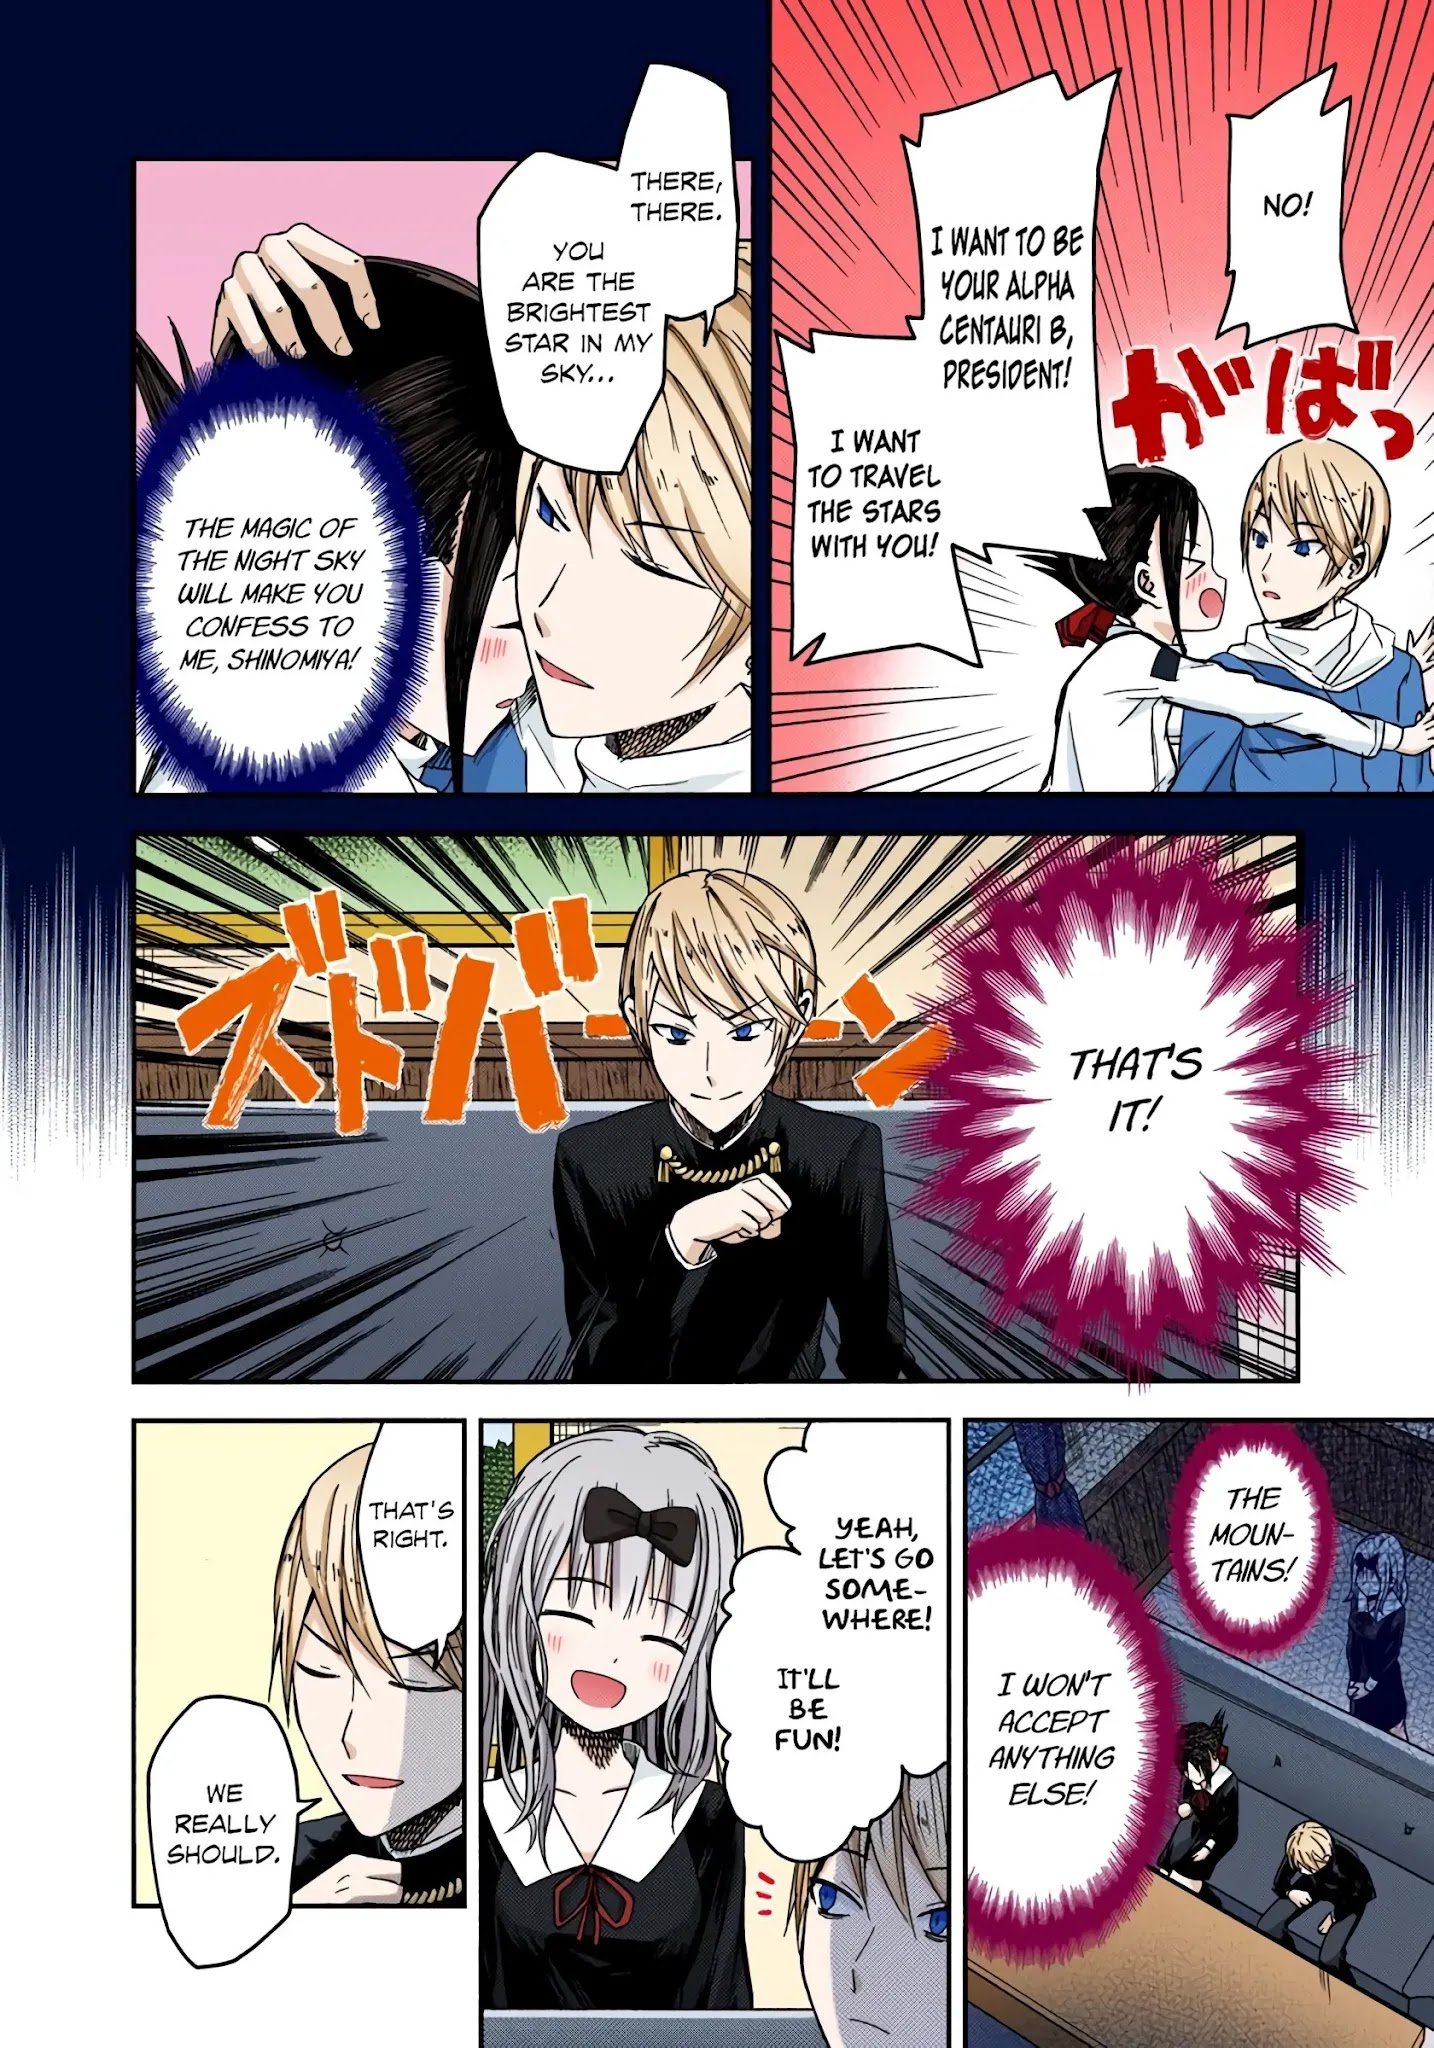 NO!
I WANT TO BE
YOUR ALPHA
CENTAURI B,
PRESIDENT!
I WANT
TO TRAVEL
THE STARS
WITH YOU!
がばっ
THERE,
THERE.
YOU
ARE THE
BRIGHTEST
STAR IN MY
SKY...
THE MAGIC OF
THE NIGHT SKY
WILL MAKE YOU
CONFESS TO
ME, SHINOMIYA!
THAT'S
IT!
ズドバーン
THE
MOUN-
TAINS!
I WON'T
ACCEPT
ANYTHING
ELSE!
YEAH,
LET'S GO
SOME-
WHERE!
IT'LL
BE
FUN!
THAT'S
RIGHT.
WE
REALLY
SHOULD.